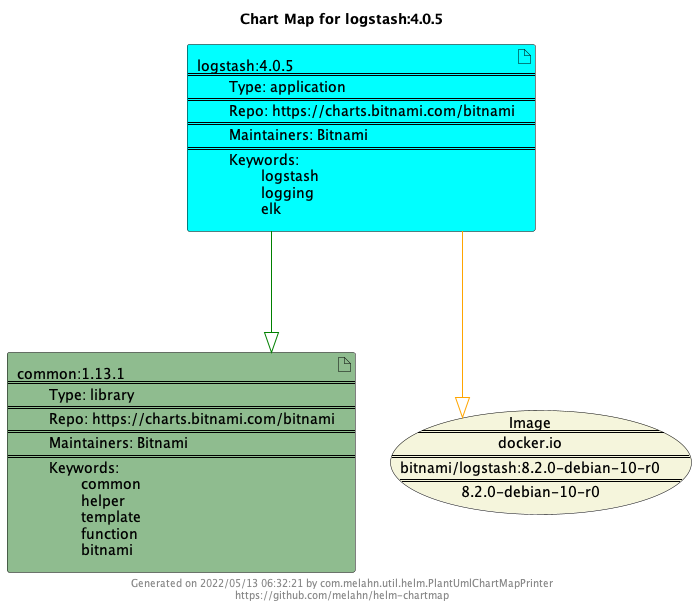 Chart Map for logstash:4.0.5
logstash:4.0.5
Type: application
Repo: https://charts.bitnami.com/bitnami
Maintainers: Bitnami
Keywords:
logstash
logging
elk
common:1.13.1
Type: library
Repo: https://charts.bitnami.com/bitnami
Maintainers: Bitnami
Keywords:
common
helper
template
function
bitnami
Image
docker.io
bitnami/logstash:8.2.0-debian-10-r0
8.2.0-debian-10-r0
Generated on 2022/05/13 06:32:21 by com.melahn.util.helm.PlantUmlChartMapPrinter
https://github.com/melahn/helm-chartmap